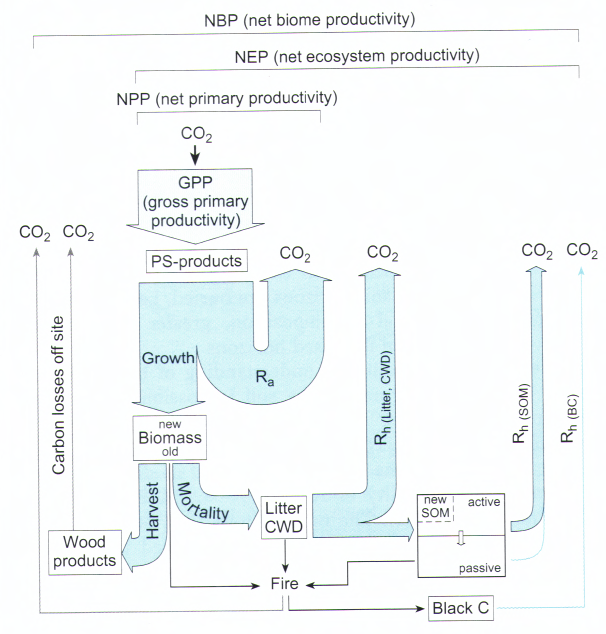 NBP (net biome productivity)
NEP (net ecosystem productivity)
NPP (net primary productivity)
CO2
GPP
(gross primary
productivity)
CO2 CO2
PS-products
CO2
CO2
CO2 CO2
Growth
Ra
Carbon losses off site
Rh (Litter, CWD)
Rh (SOM)
Rh (BC)
new
Biomass
old
Harvest
Mortality
Litter
CWD
new
SOM
active
passive
Wood
products
Fire
Black C